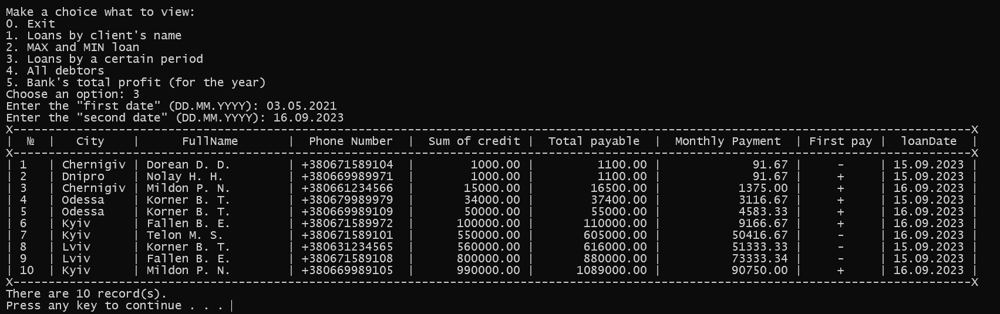 Make a choice what to view:
0. Exit
1. Loans by client's name
2. MAX and MIN loan
3. Loans by a certain period
4. All debtors
5. Bank's total profit (for the year)
Choose an option: 3
Enter the "first date" (DD.MM.YYYY): 03.05.2021
Enter the "second date" (DD.MM.YYYY): 16.09.2023
X----------------------------------------------------------------------------------------------------------------------------------------X
|  №  |   City    |      FullName       |  Phone Number  |  Sum of credit |  Total payable  |  Monthly Payment  | First pay |  loanDate  |
X----------------------------------------------------------------------------------------------------------------------------------------X
| 1   | Chernigiv | Dorean D. D.        | +380671589104  |        1000.00 |         1100.00 |             91.67 |    -      | 15.09.2023 |
| 2   | Dnipro    | Nolay H. H.         | +380669989971  |        1000.00 |         1100.00 |             91.67 |    +      | 15.09.2023 |
| 3   | Chernigiv | Mildon P. N.        | +380661234566  |       15000.00 |        16500.00 |           1375.00 |    +      | 16.09.2023 |
| 4   | Odessa    | Korner B. T.        | +380679989979  |       34000.00 |        37400.00 |           3116.67 |    +      | 15.09.2023 |
| 5   | Odessa    | Korner B. T.        | +380669989109  |       50000.00 |        55000.00 |           4583.33 |    +      | 16.09.2023 |
| 6   | Kyiv      | Fallen B. E.        | +380671589972  |      100000.00 |       110000.00 |           9166.67 |    +      | 16.09.2023 |
| 7   | Kyiv      | Telon M. S.         | +380671589101  |      550000.00 |       605000.00 |          50416.67 |    -      | 16.09.2023 |
| 8   | Lviv      | Korner B. T.        | +380631234565  |      560000.00 |       616000.00 |          51333.33 |    -      | 15.09.2023 |
| 9   | Lviv      | Fallen B. E.        | +380671589108  |      800000.00 |       880000.00 |          73333.34 |    -      | 15.09.2023 |
| 10  | Kyiv      | Mildon P. N.        | +380669989105  |      990000.00 |      1089000.00 |          90750.00 |    +      | 16.09.2023 |
X----------------------------------------------------------------------------------------------------------------------------------------X
There are 10 record(s).
Press any key to continue . . .